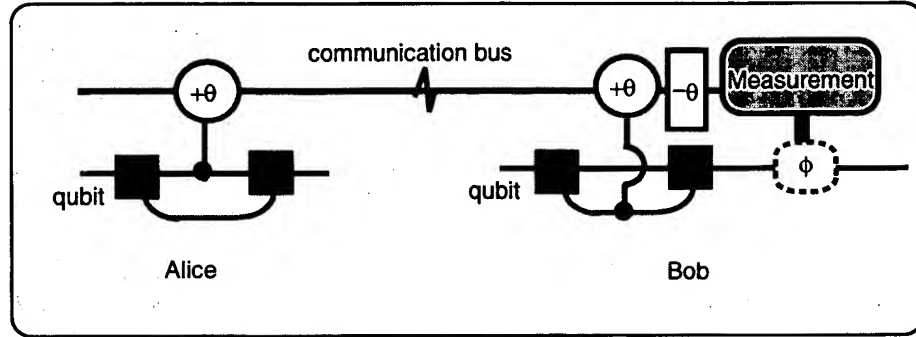 communication bus
+θ
+θ
−θ
Measurement
qubit
qubit
ϕ
Alice
Bob